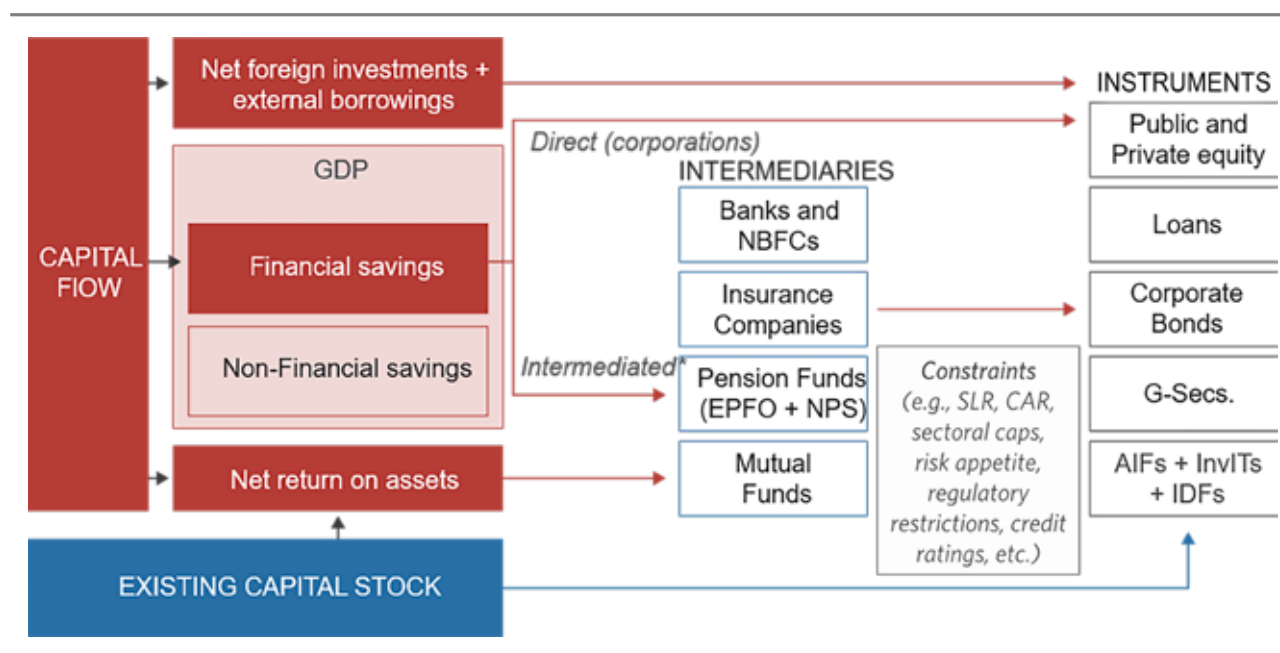 CAPITAL
FlOW
Net foreign investments +
external borrowings
GDP
Financial savings
Non-Financial savings
Net return on assets
EXISTING CAPITAL STOCK
Direct (corporations)
Intermediated*
INTERMEDIARIES
Banks and
NBFCs
Insurance
Companies
Pension Funds
(EPFO + NPS)
Mutual
Funds
Constraints
(e.g., SLR, CAR,
sectoral caps,
risk appetite,
regulatory
restrictions, credit
ratings, etc.)
INSTRUMENTS
Public and
Private equity
Loans
Corporate
Bonds
G-Secs.
AIFs + InvITs
+ IDFs